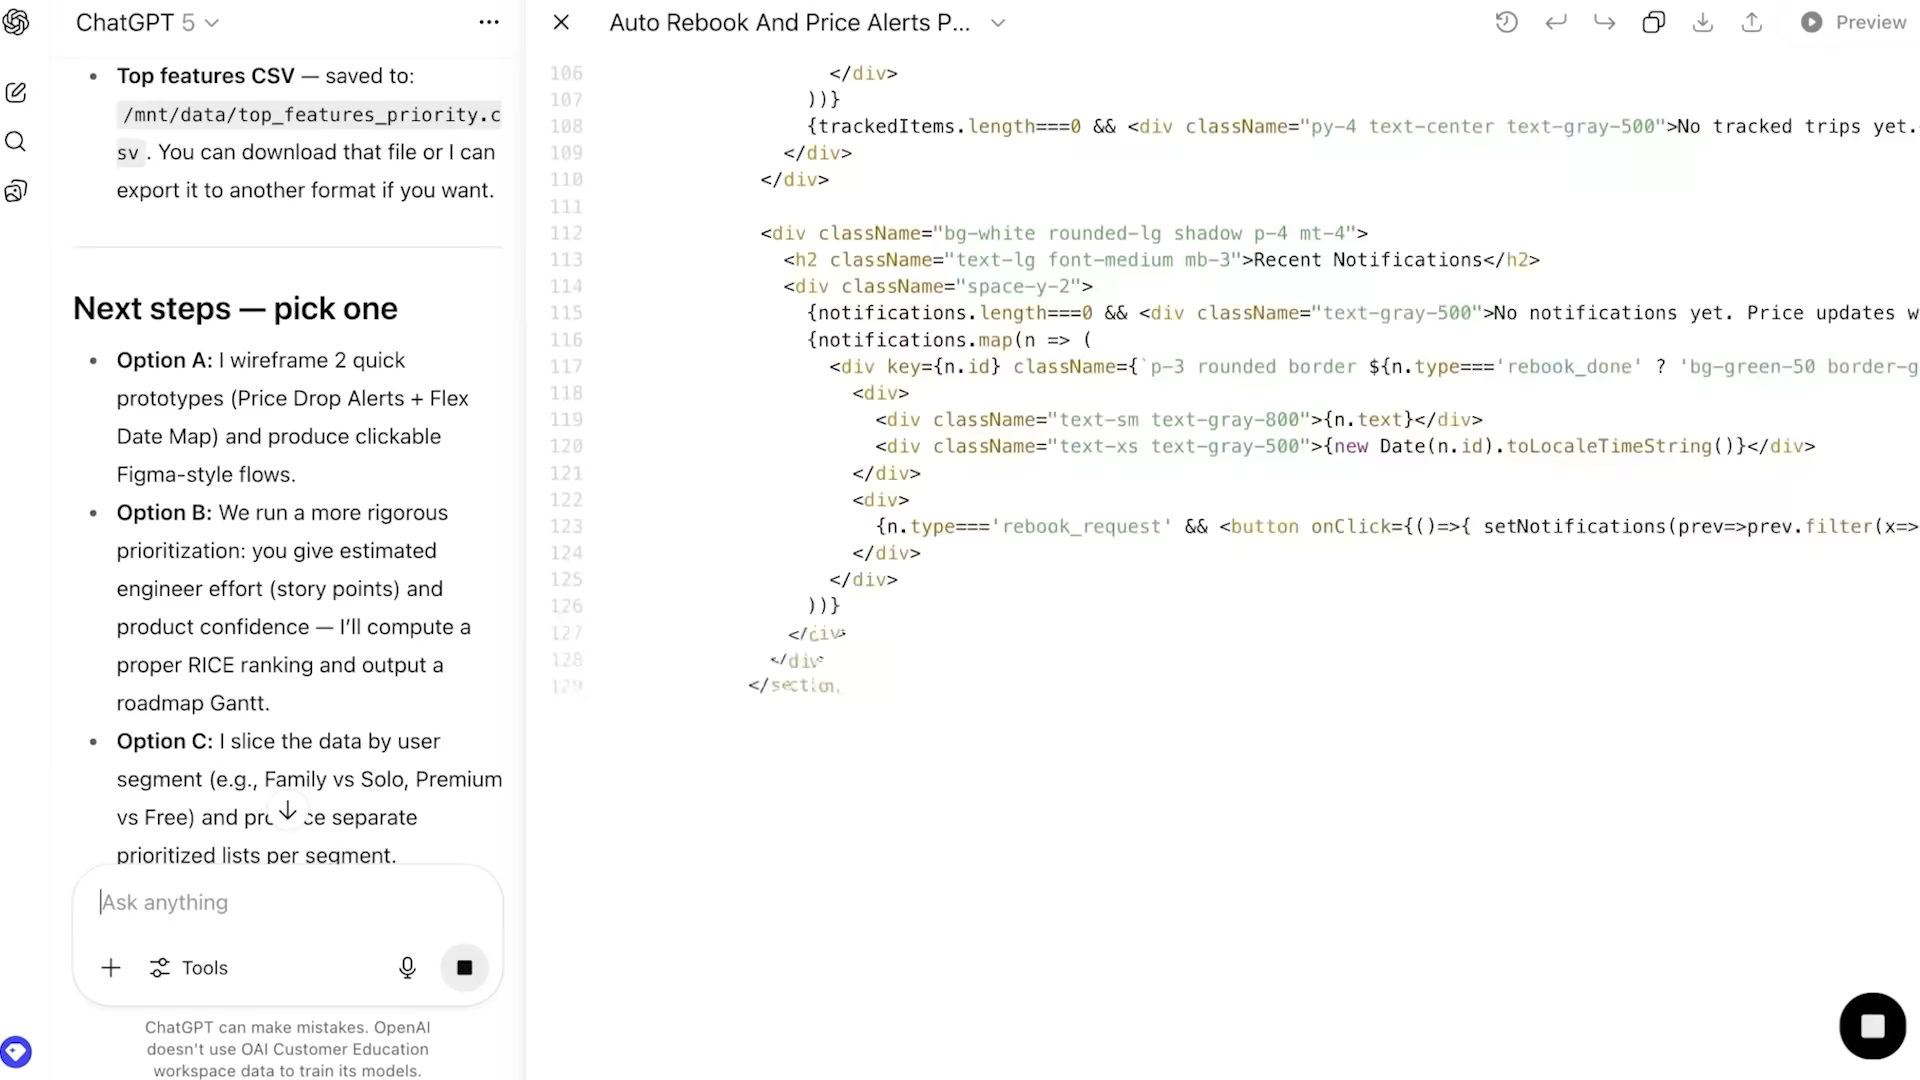 ChatGPT 5
Top features CSV — saved to:
/mnt/data/top_features_priority.c
sv . You can download that file or I can
export it to another format if you want.
Next steps — pick one
Option A: I wireframe 2 quick
prototypes (Price Drop Alerts + Flex
Date Map) and produce clickable
Figma-style flows.
Option B: We run a more rigorous
prioritization: you give estimated
engineer effort (story points) and
product confidence — I’ll compute a
proper RICE ranking and output a
roadmap Gantt.
Option C: I slice the data by user
segment (e.g., Family vs Solo, Premium
vs Free) and separate
prioritized lists per segment.
Ask anything
Tools
ChatGPT can make mistakes. OpenAI
doesn't use OAI Customer Education
workspace data to train its models.
Auto Rebook And Price Alerts P...
Preview
106 </div>
107 ))}
108 {trackedItems.length===0 && <div className="py-4 text-center text-gray-500">No tracked trips yet.
109 </div>
110 </div>
111
112 <div className="bg-white rounded-lg shadow p-4 mt-4">
113 <h2 className="text-lg font-medium mb-3">Recent Notifications</h2>
114 <div className="space-y-2">
115 {notifications.length===0 && <div className="text-gray-500">No notifications yet. Price updates
116 {notifications.map(n => (
117 <div key={n.id} className={`p-3 rounded border ${n.type==='rebook_done' ? 'bg-green-50 border-g
118 <div>
119 <div className="text-sm text-gray-800">{n.text}</div>
120 <div className="text-xs text-gray-500">{new Date(n.id).toLocaleTimeString()}</div>
121 </div>
122 <div>
123 {n.type==='rebook_request' && <button onClick={()=>{ setNotifications(prev=>prev.filter(x=>
124 </div>
125 </div>
126 ))}
127 </div>
128 </div>
129 </section>